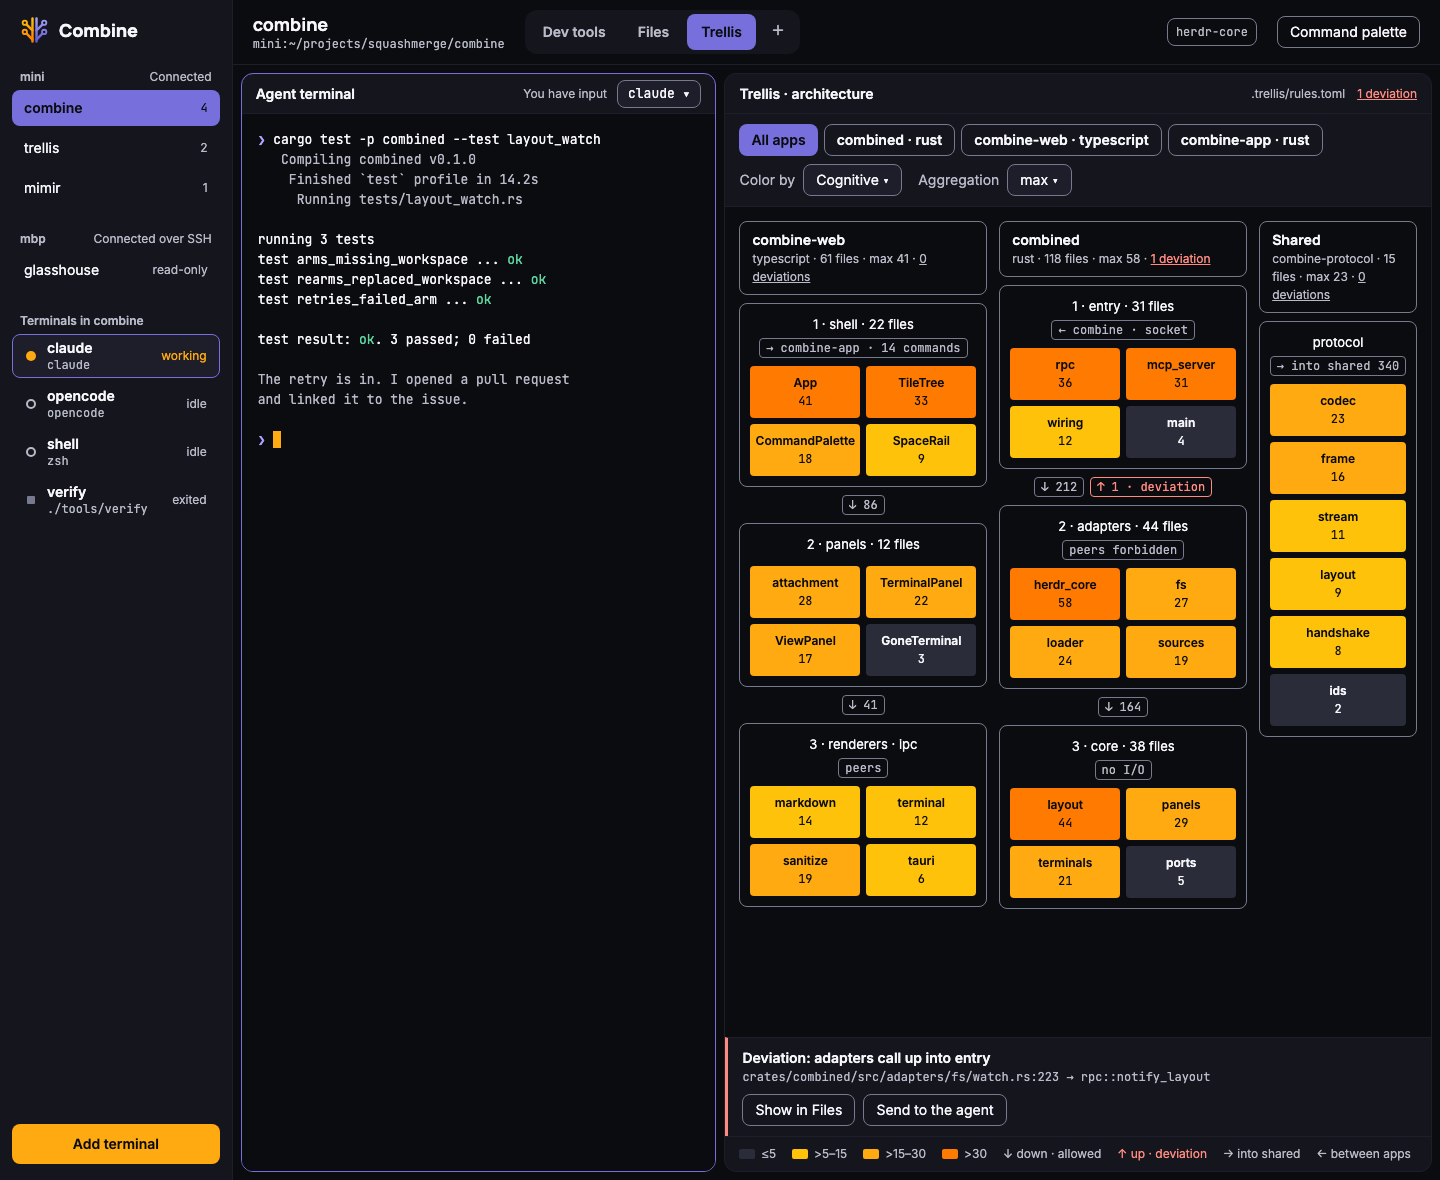 Combine
mini Connected
combine 4
trellis 2
mimir 1
mbp Connected over SSH
glasshouse read-only
Terminals in combine
claude
claude
working
opencode
opencode
idle
shell
zsh
idle
verify
./tools/verify
exited
Add terminal
combine
mini:~/projects/squashmerge/combine
Dev tools Files Trellis +
herdr-core Command palette
Agent terminal You have input claude ▾
❯ cargo test -p combined --test layout_watch
Compiling combined v0.1.0
Finished `test` profile in 14.2s
Running tests/layout_watch.rs
running 3 tests
test arms_missing_workspace ... ok
test rearms_replaced_workspace ... ok
test retries_failed_arm ... ok
test result: ok. 3 passed; 0 failed
The retry is in. I opened a pull request
and linked it to the issue.
❯
Trellis · architecture .trellis/rules.toml 1 deviation
All apps combined · rust combine-web · typescript combine-app · rust
Color by Cognitive ▾ Aggregation max ▾
combine-web
typescript · 61 files · max 41 · 0
deviations
1 · shell · 22 files
→ combine-app · 14 commands
App TileTree
41 33
CommandPalette SpaceRail
18 9
↓ 86
2 · panels · 12 files
attachment TerminalPanel
28 22
ViewPanel GoneTerminal
17 3
↓ 41
3 · renderers · ipc
peers
markdown terminal
14 12
sanitize tauri
19 6
combined
rust · 118 files · max 58 · 1 deviation
1 · entry · 31 files
← combine · socket
rpc mcp_server
36 31
wiring main
12 4
↓ 212 ↑ 1 · deviation
2 · adapters · 44 files
peers forbidden
herdr_core fs
58 27
loader sources
24 19
↓ 164
3 · core · 38 files
no I/O
layout panels
44 29
terminals ports
21 5
Shared
combine-protocol · 15
files · max 23 · 0
deviations
protocol
→ into shared 340
codec
23
frame
16
stream
11
layout
9
handshake
8
ids
2
Deviation: adapters call up into entry
crates/combined/src/adapters/fs/watch.rs:223 → rpc::notify_layout
Show in Files Send to the agent
≤5 >5–15 >15–30 >30 ↓ down · allowed ↑ up · deviation → into shared ← between apps